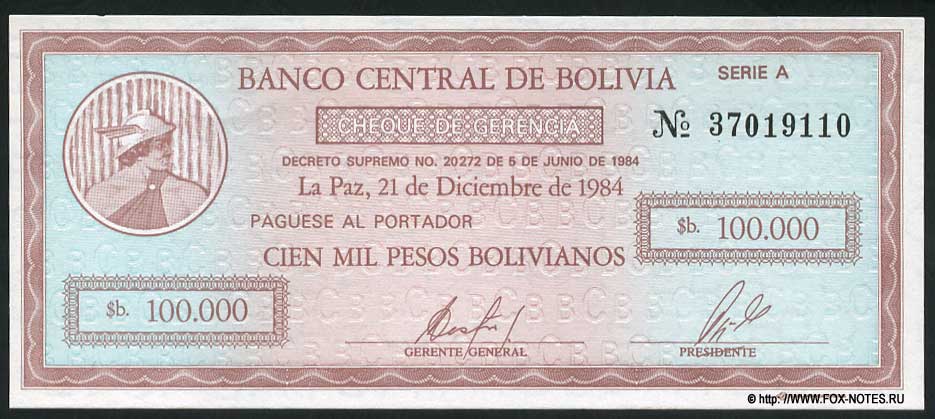 BANCO CENTRAL DE BOLIVIA
SERIE A
CHEQUE DE GERENCIA
№ 37019110
DECRETO SUPREMO NO. 20272 DE 5 DE JUNIO DE 1984
La Paz, 21 de Diciembre de 1984
PAGUESE AL PORTADOR
$b. 100.000
CIEN MIL PESOS BOLIVIANOS
$b. 100.000
GERENTE GENERAL
PRESIDENTE
© http://WWW.FOX-NOTES.RU